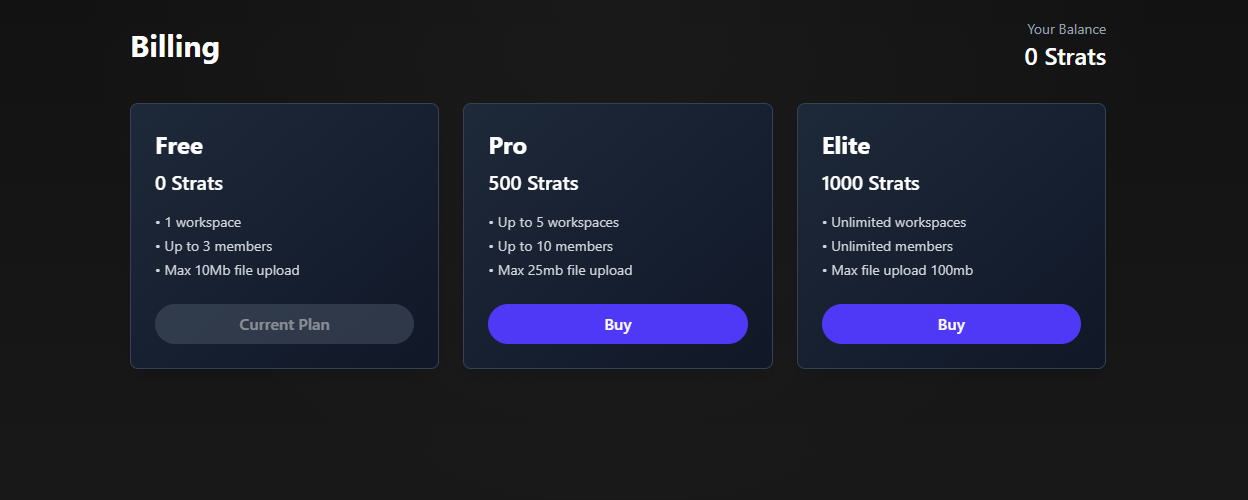 Billing
Your Balance
0 Strats
Free
0 Strats
• 1 workspace
• Up to 3 members
• Max 10Mb file upload
Current Plan
Pro
500 Strats
• Up to 5 workspaces
• Up to 10 members
• Max 25mb file upload
Buy
Elite
1000 Strats
• Unlimited workspaces
• Unlimited members
• Max file upload 100mb
Buy